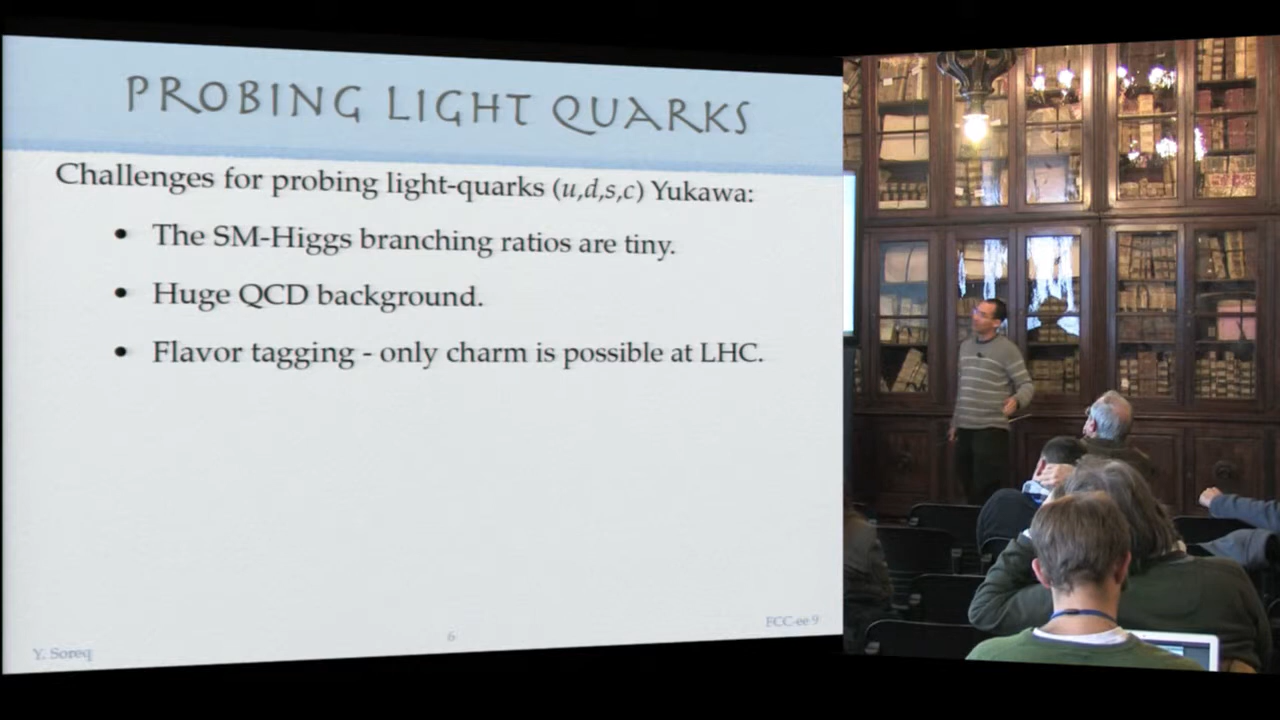 PROBING LIGHT QUARKS
Challenges for probing light-quarks (u,d,s,c) Yukawa:
• The SM-Higgs branching ratios are tiny.
• Huge QCD background.
• Flavor tagging - only charm is possible at LHC.
Y. Soreq
6
FCC-ee 9